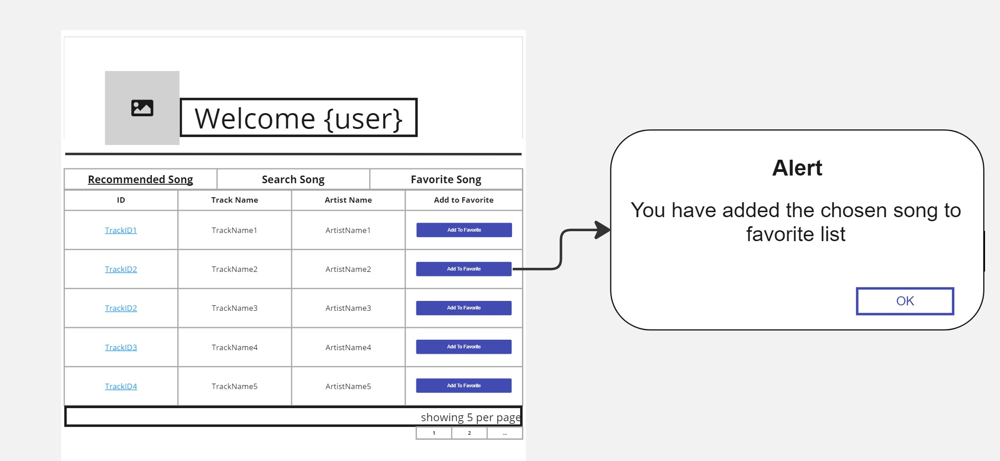 Welcome {user}
Recommended Song Search Song Favorite Song
ID Track Name Artist Name Add to Favorite
TrackID1 TrackName1 ArtistName1 Add To Favorite
TrackID2 TrackName2 ArtistName2 Add To Favorite
TrackID2 TrackName3 ArtistName3 Add To Favorite
TrackID3 TrackName4 ArtistName4 Add To Favorite
TrackID4 TrackName5 ArtistName5 Add To Favorite
showing 5 per page
1 2 ...
Alert
You have added the chosen song to
favorite list
OK